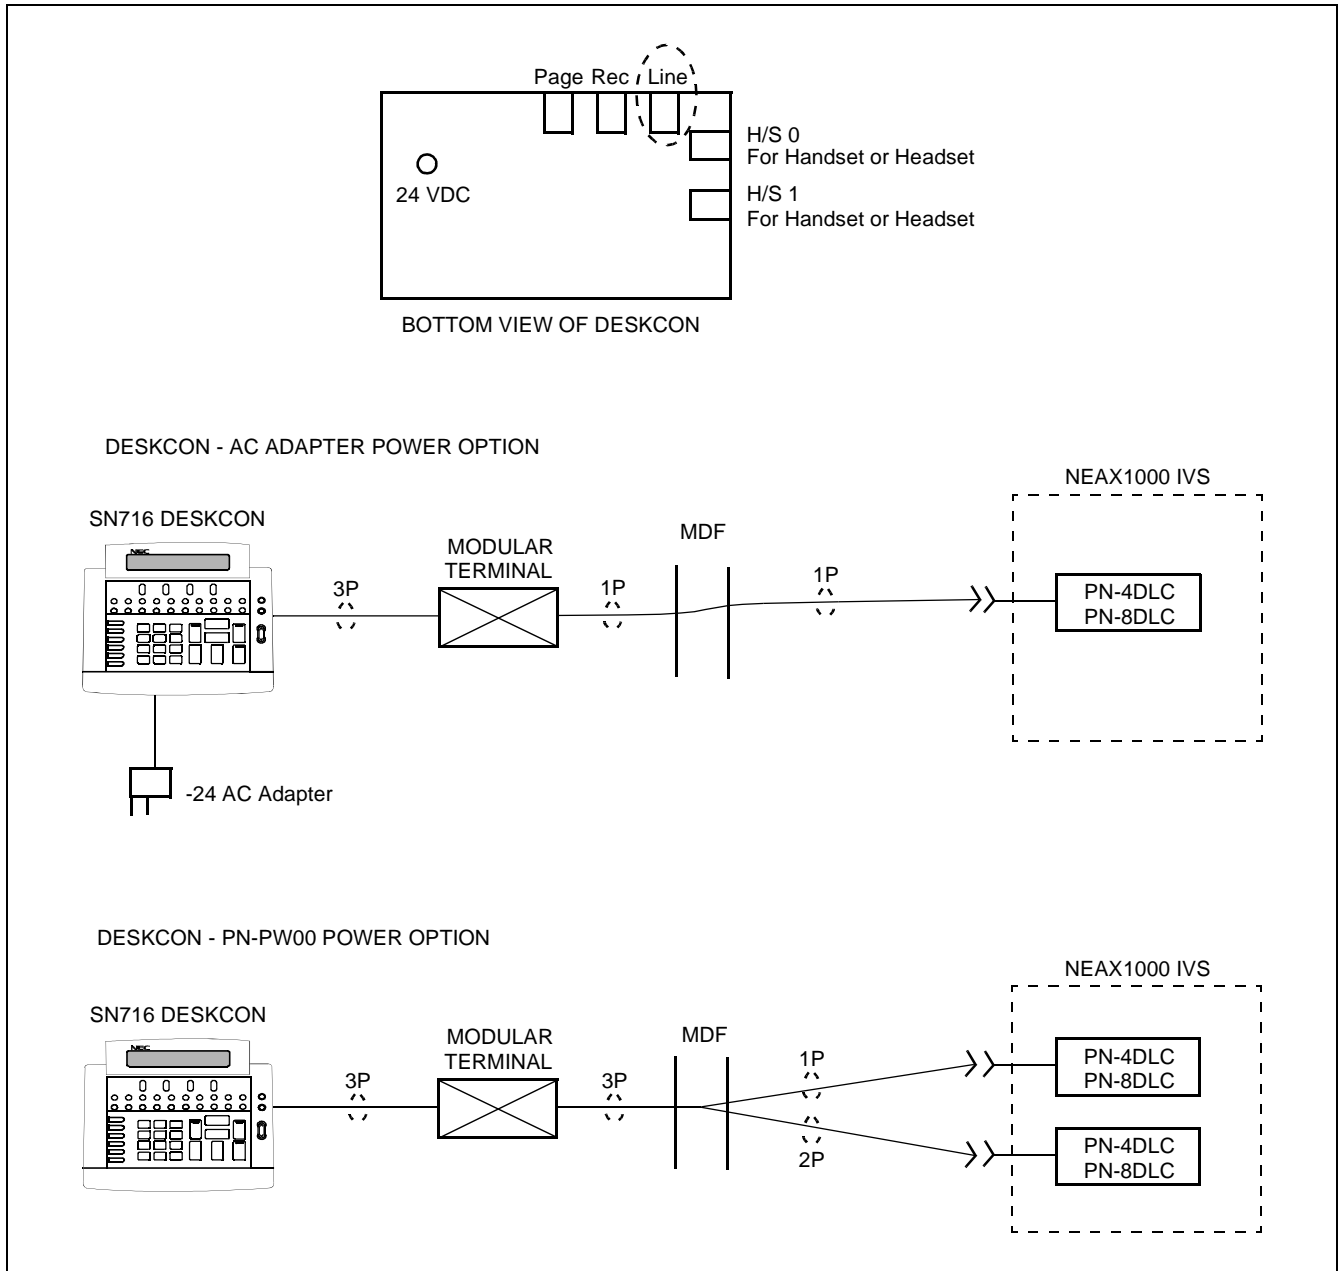 Page Rec Line
H/S 0
For Handset or Headset
24 VDC
H/S 1
For Handset or Headset
BOTTOM VIEW OF DESKCON
DESKCON - AC ADAPTER POWER OPTION
NEAX1000 IVS
SN716 DESKCON
NEC
MODULAR
TERMINAL
MDF
3P
1P
1P
PN-4DLC
PN-8DLC
-24 AC Adapter
DESKCON - PN-PW00 POWER OPTION
NEAX1000 IVS
SN716 DESKCON
NEC
MODULAR
TERMINAL
MDF
3P
3P
1P
2P
PN-4DLC
PN-8DLC
PN-4DLC
PN-8DLC